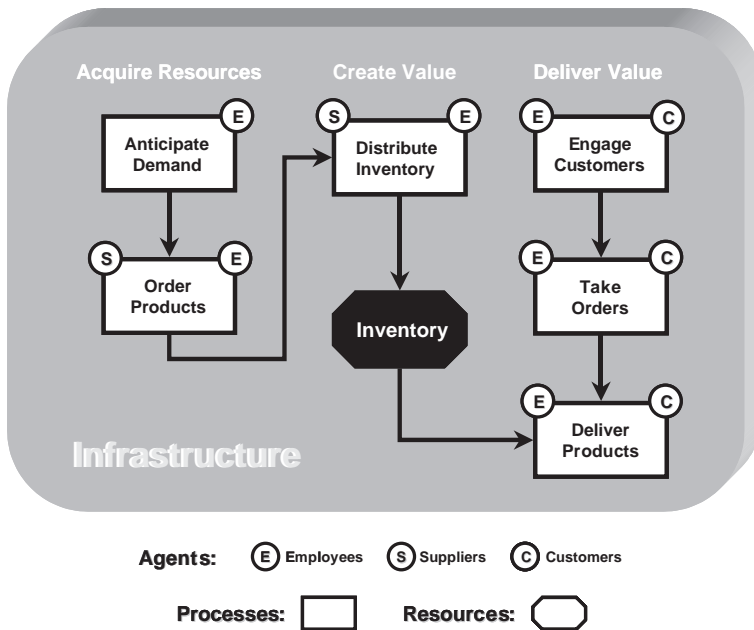 Acquire Resources
Create Value
Deliver Value
E
Anticipate
Demand
S
E
Order
Products
S
E
Distribute
Inventory
Inventory
E
C
Engage
Customers
E
C
Take
Orders
E
C
Deliver
Products
Infrastructure
Agents: E Employees S Suppliers C Customers
Processes: Resources: